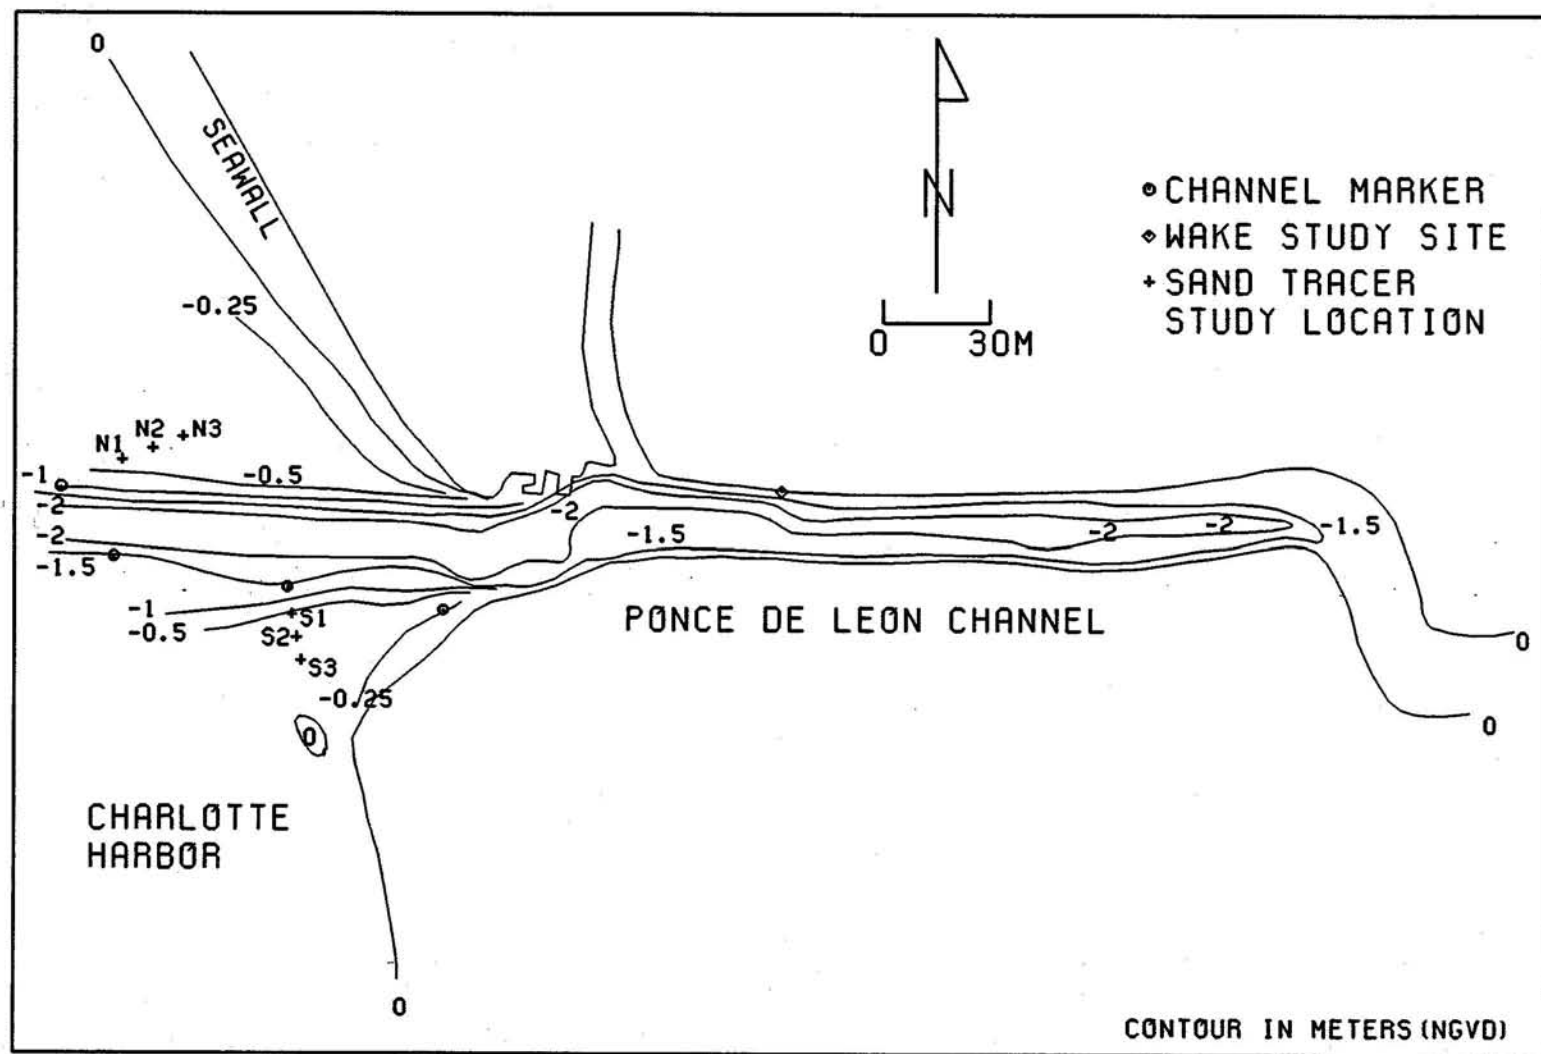 0
SEAWALL
N
CHANNEL MARKER
WAKE STUDY SITE
SAND TRACER
STUDY LOCATION
-0.25
0 30M
N1 N2 N3
-1
-0.5
-2
-2
-1.5
-2
-2
-1.5
-2
-1.5
-1
-0.5
S1
S2
S3
PONCE DE LEON CHANNEL
0
-0.25
0
0
CHARLOTTE
HARBOR
0
CONTOUR IN METERS (NGVD)